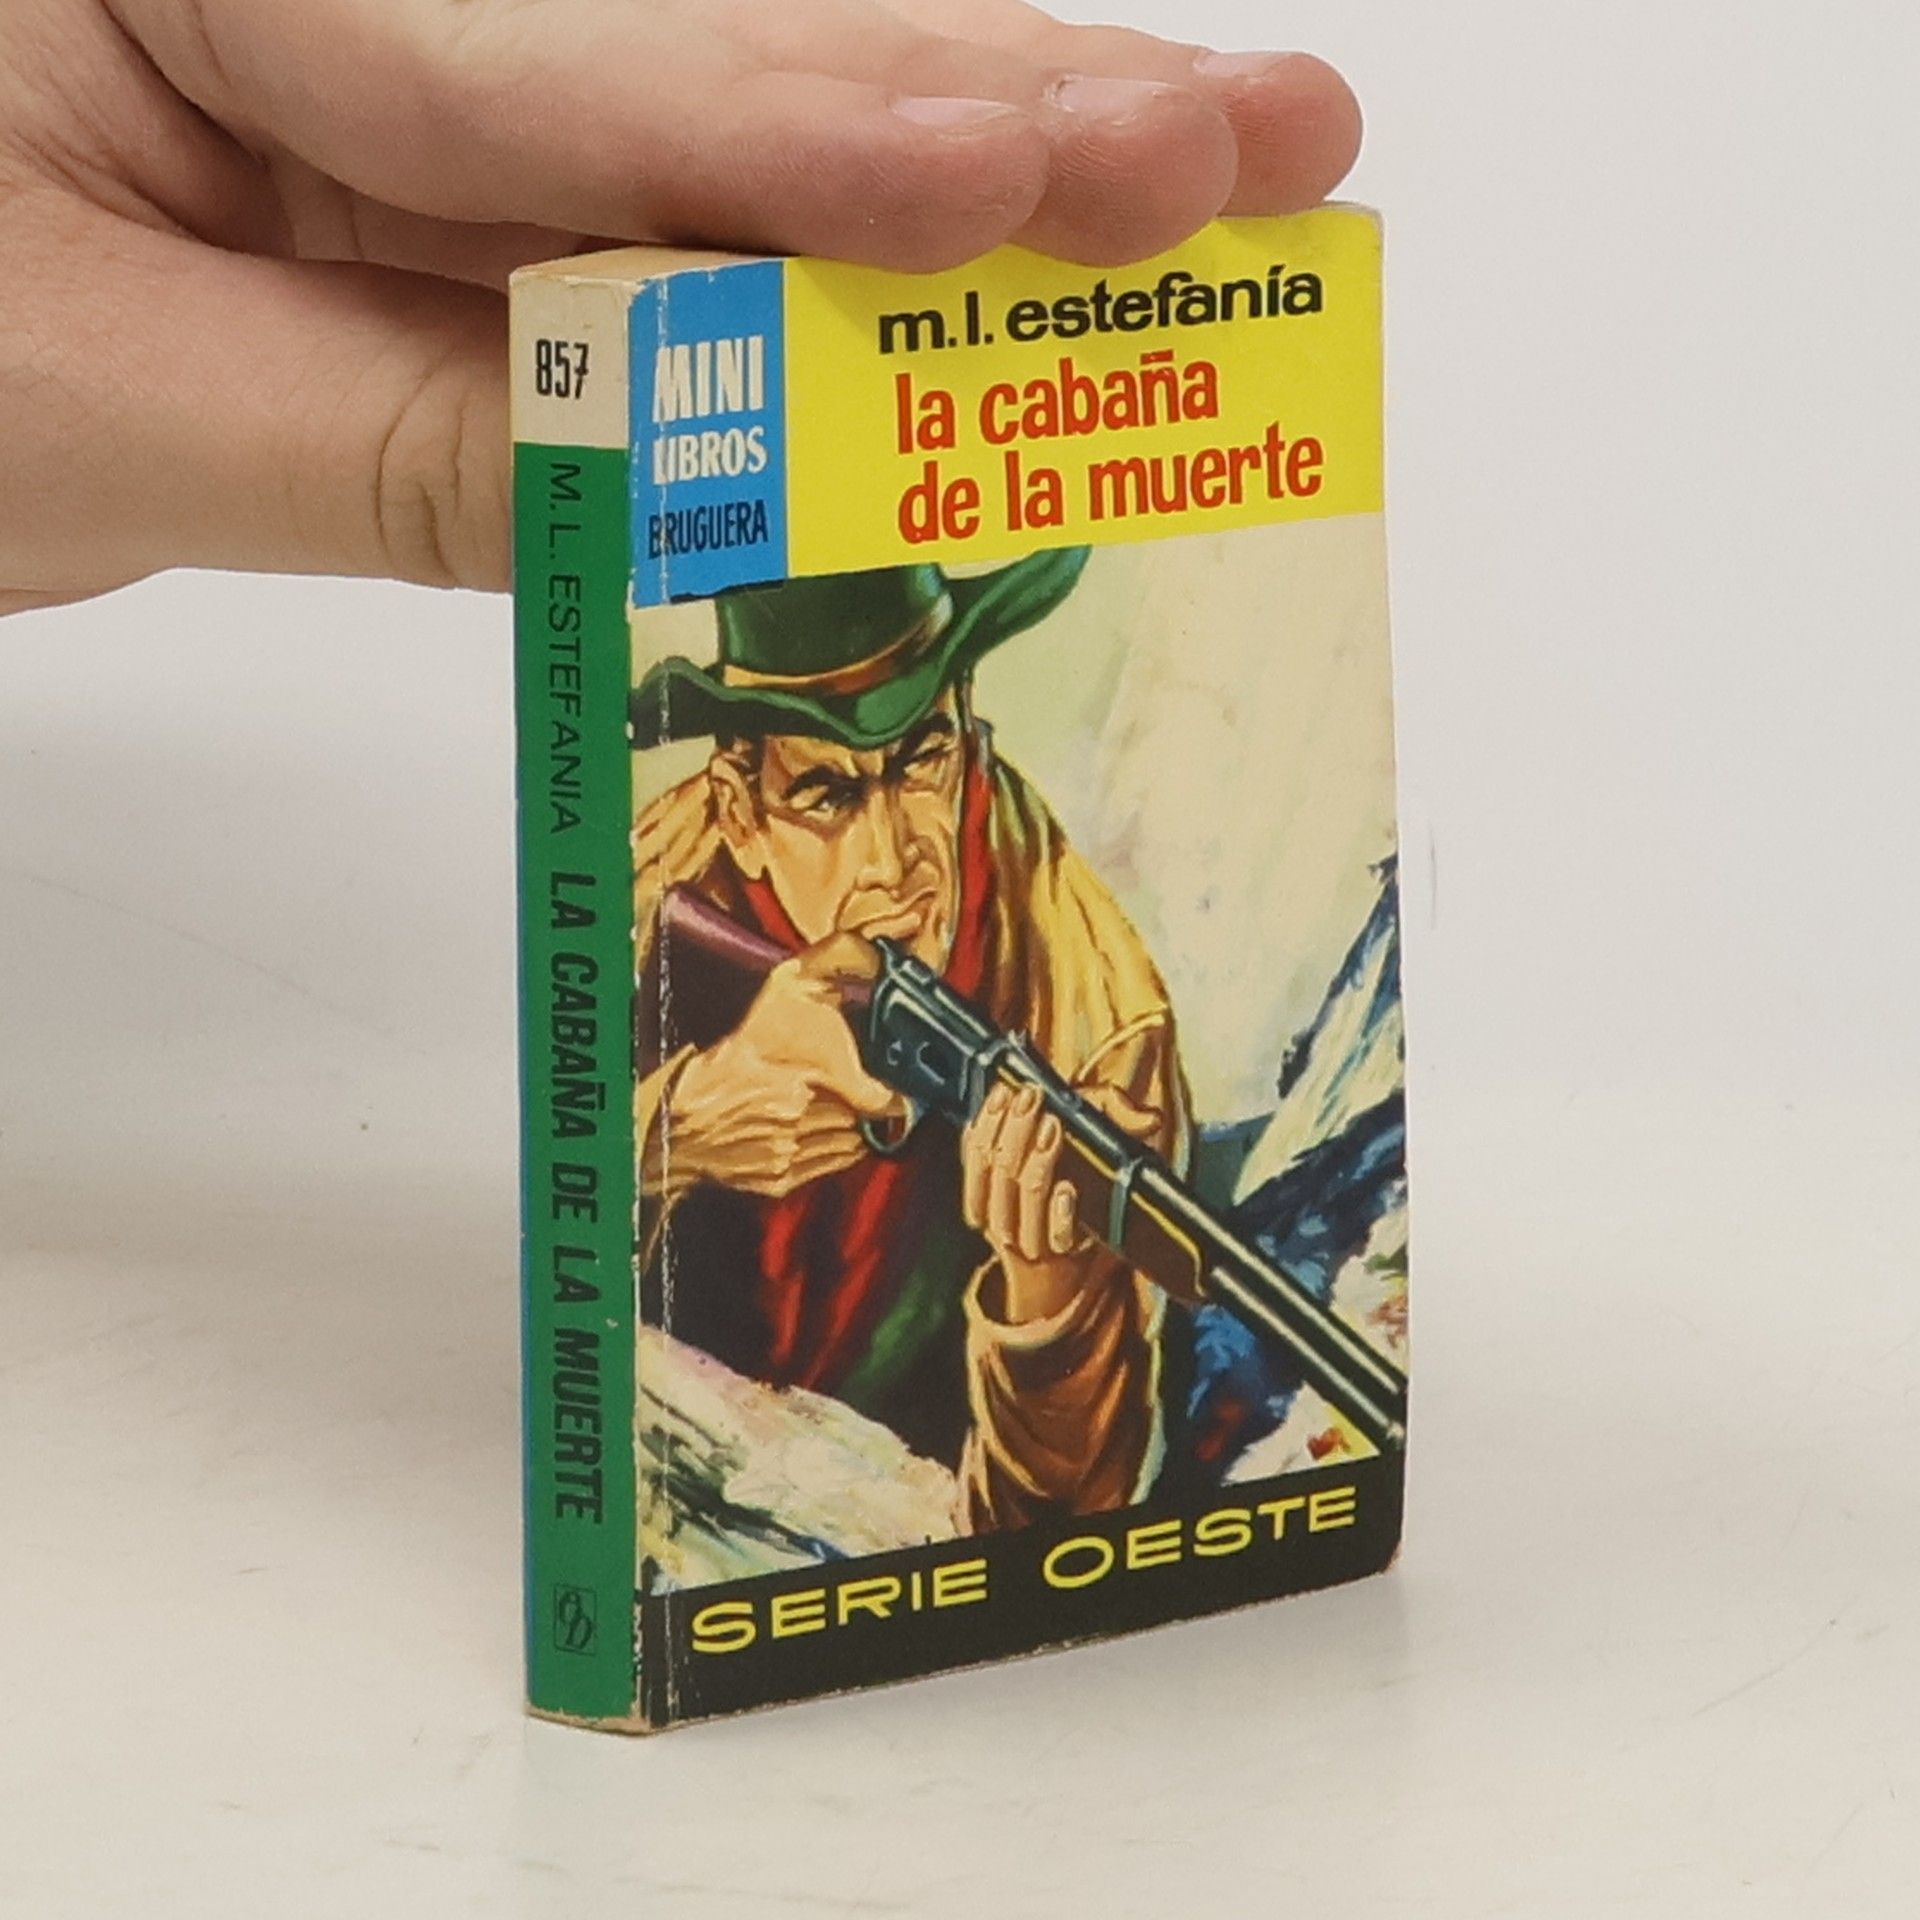 857
M. L. ESTEFANIA LA CABAÑA DE LA MUERTE
MINI
LIBROS
BRUGUERA
m.l. estefanía
la cabaña
de la muerte
SERIE OESTE